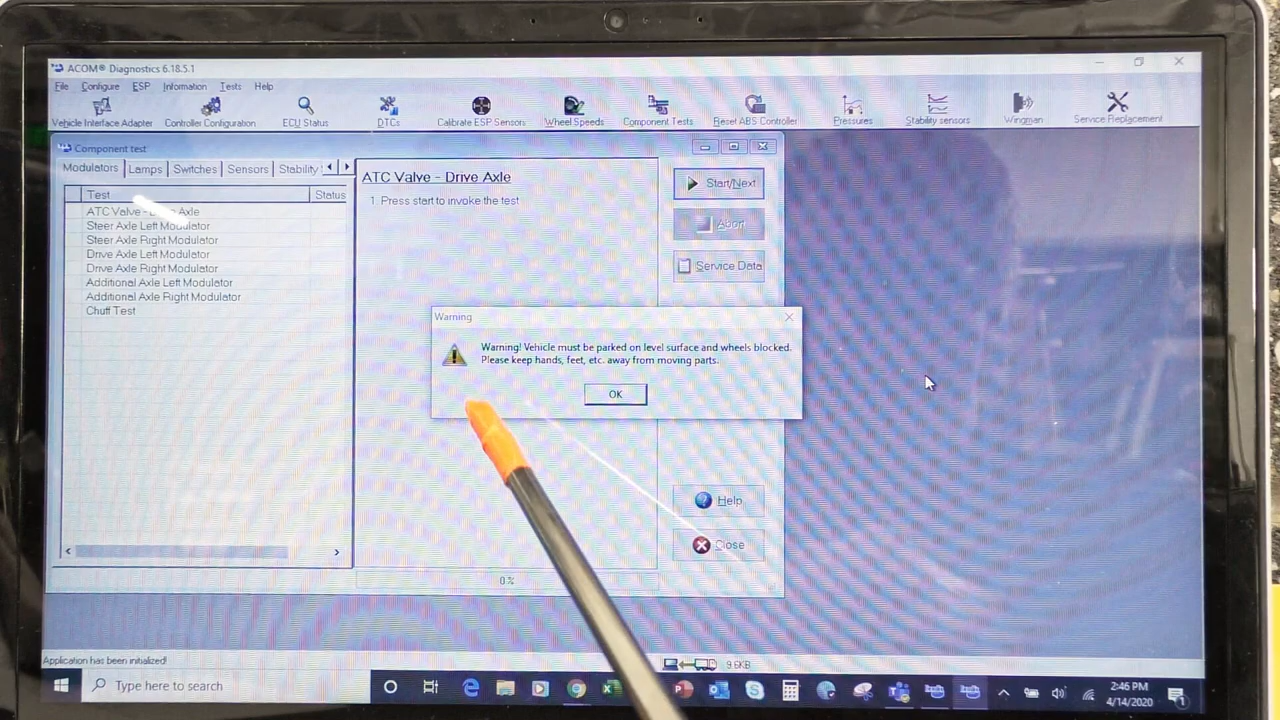 ACOM® Diagnostics 6.18.5.1
File Configure ESP Information Tests Help
Vehicle Interface Adapter Controller Configuration ECU Status DTCs Calibrate ESP Sensors Wheel Speeds Component Tests Reset ABS Controller Pressures Stability sensors Wingman Service Replacement
Component test
Modulators Lamps Switches Sensors Stability
Test Status
ATC Valve - Axle
Steer Axle Left Modulator
Steer Axle Right Modulator
Drive Axle Left Modulator
Drive Axle Right Modulator
Additional Axle Left Modulator
Additional Axle Right Modulator
Chuff Test
ATC Valve - Drive Axle
1 Press start to invoke the test
Start/Next
Abort
Service Data
Warning
Warning! Vehicle must be parked on level surface and wheels blocked.
Please keep hands, feet, etc. away from moving parts.
OK
Help
Close
0%
Application has been initialized!
9.6KB
Type here to search
2:46 PM
4/14/2020